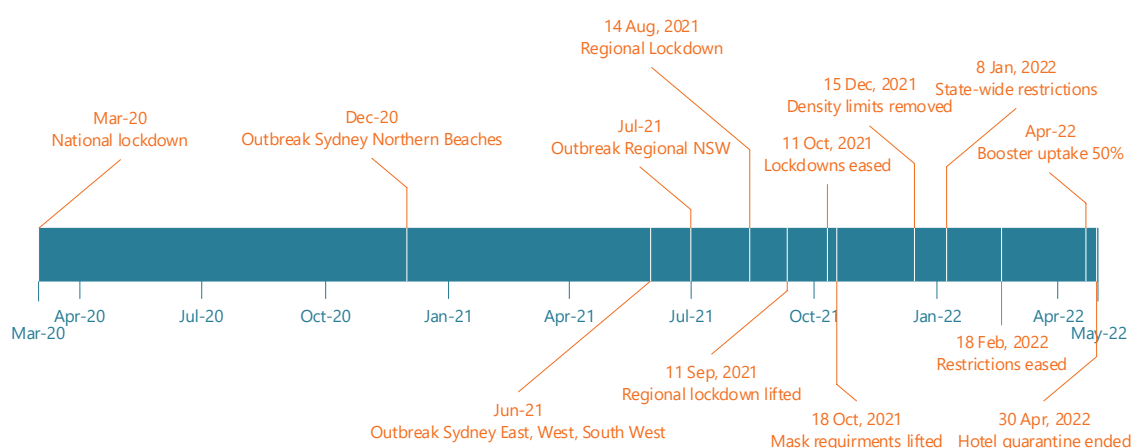 14 Aug, 2021
Regional Lockdown
8 Jan, 2022
State-wide restrictions
15 Dec, 2021
Density limits removed
Mar-20
National lockdown
Dec-20
Outbreak Sydney Northern Beaches
Jul-21
Outbreak Regional NSW
11 Oct, 2021
Lockdowns eased
Apr-22
Booster uptake 50%
Mar-20
Apr-20
Jul-20
Oct-20
Jan-21
Apr-21
Jul-21
Oct-21
Jan-22
Apr-22
May-22
18 Feb, 2022
Restrictions eased
11 Sep, 2021
Regional lockdown lifted
Jun-21
Outbreak Sydney East, West, South West
18 Oct, 2021
Mask requirments lifted
30 Apr, 2022
Hotel quarantine ended